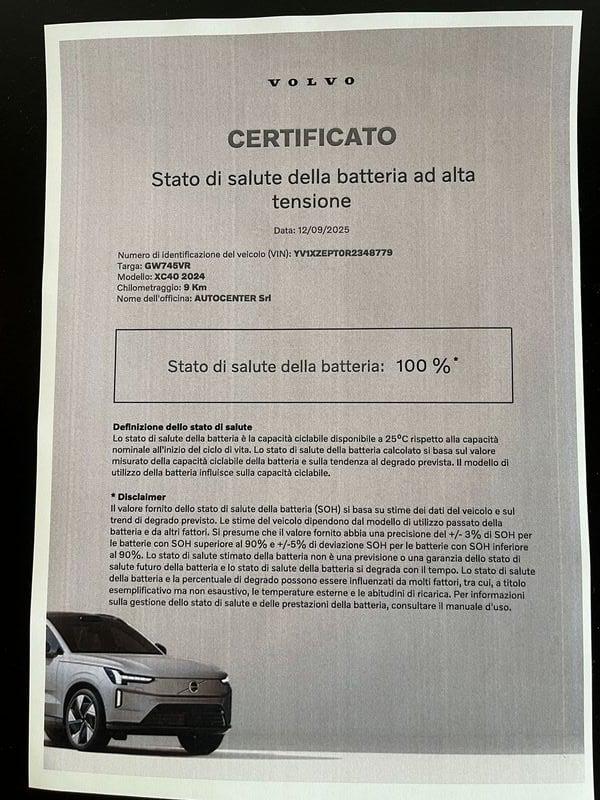 VOLVO
CERTIFICATO
Stato di salute della batteria ad alta
tensione
Data: 12/09/2025
Numero di identificazione del veicolo (VIN): YV1XZEPT0R2348779
Targa: GW745VR
Modello: XC40 2024
Chilometraggio: 9 Km
Nome dell'officina: AUTOCENTER Srl
Stato di salute della batteria: 100 %*
Definizione dello stato di salute
Lo stato di salute della batteria è la capacità ciclabile disponibile a 25°C rispetto alla capacità
nominale all'inizio del ciclo di vita. Lo stato di salute della batteria calcolato si basa sul valore
misurato della capacità ciclabile della batteria e sulla tendenza al degrado prevista. Il modello di
utilizzo della batteria influisce sulla capacità ciclabile.
* Disclaimer
Il valore fornito dello stato di salute della batteria (SOH) si basa su stime dei dati del veicolo e sul
trend di degrado previsto. Le stime del veicolo dipendono dal modello di utilizzo passato della
batteria e da altri fattori. Si presume che il valore fornito abbia una precisione del +/- 3% di SOH per
le batterie con SOH superiore al 90% e +/-5% di deviazione SOH per le batterie con SOH inferiore
al 90%. Lo stato di salute stimato della batteria non è una previsione o una garanzia dello stato di
salute futuro della batteria e lo stato di salute della batteria si degrada con il tempo. Lo stato di salute
della batteria e la percentuale di degrado possono essere influenzati da molti fattori, tra cui, a titolo
esemplificativo ma non esaustivo, le temperature esterne e le abitudini di ricarica. Per informazioni
sulla gestione dello stato di salute e delle prestazioni della batteria, consultare il manuale d'uso.